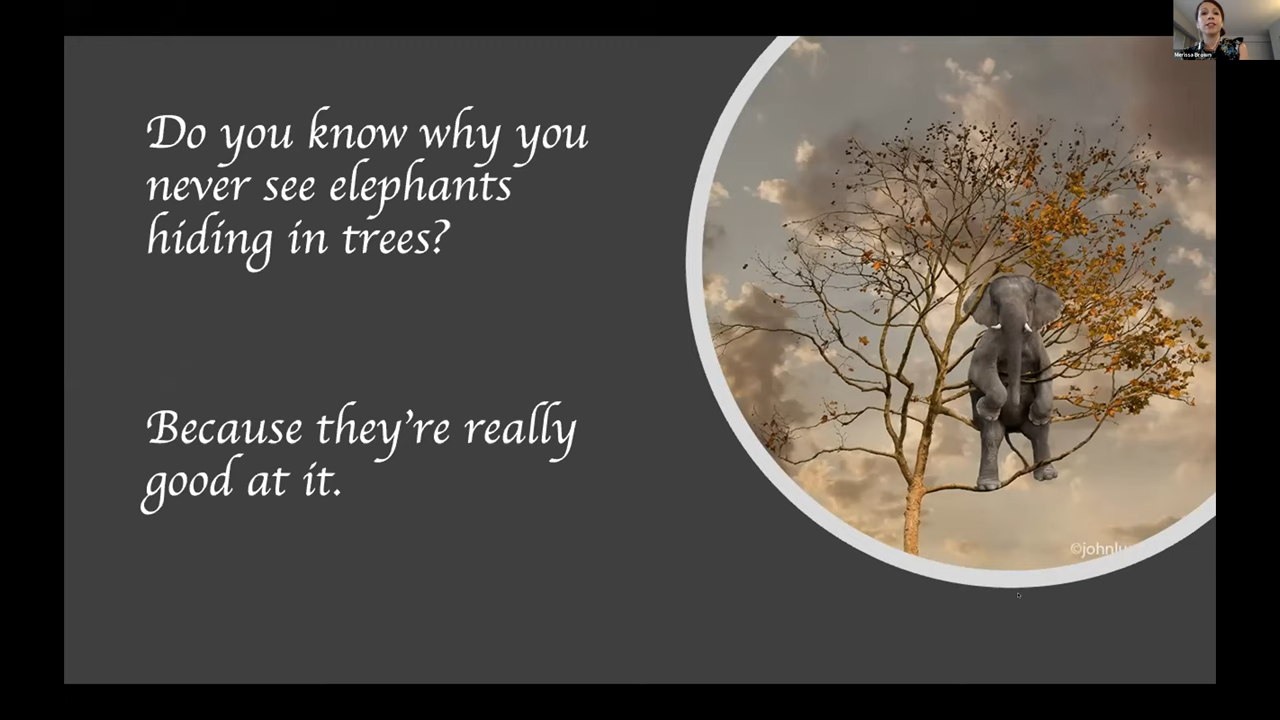 Do you know why you
never see elephants
hiding in trees?
Because they're really
good at it.